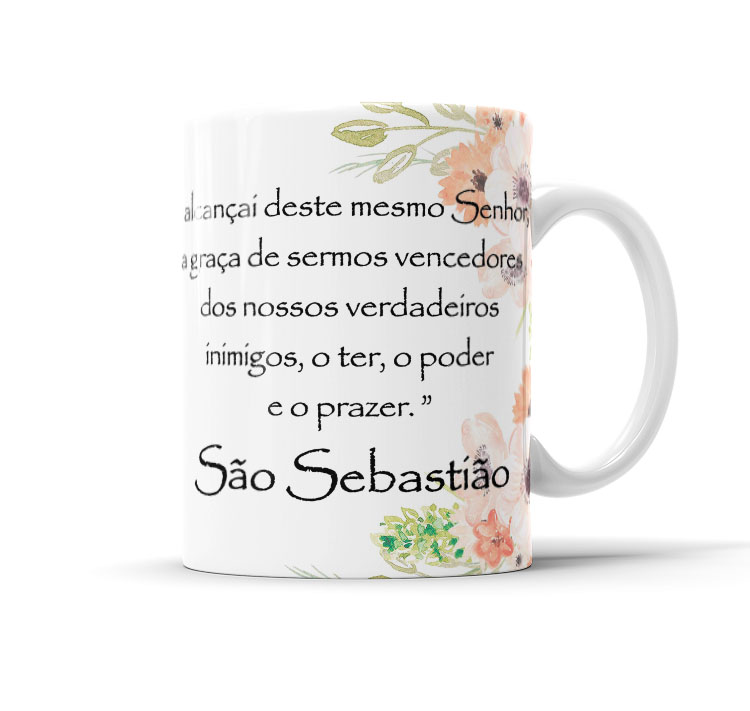 alcançai deste mesmo Senhor,
a graça de sermos vencedores
dos nossos verdadeiros
inimigos, o ter, o poder
e o prazer. ”
São Sebastião